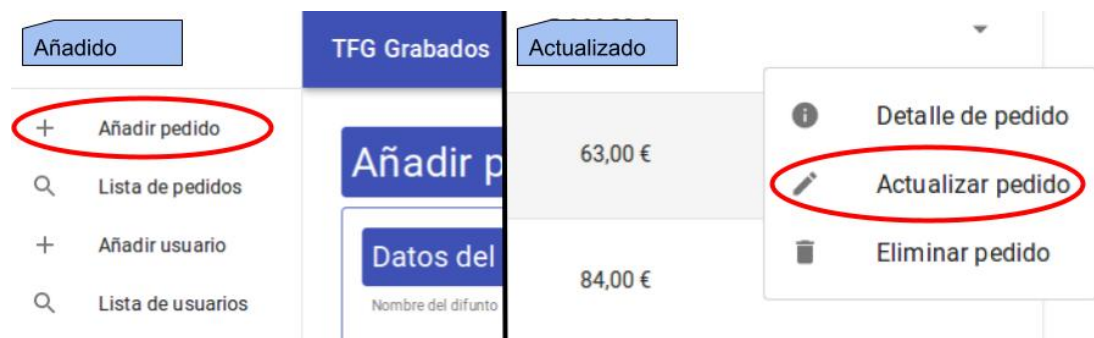 Añadido
TFG Grabados
Añadir pedido
Lista de pedidos
Añadir usuario
Lista de usuarios
Añadir p
Datos del
Nombre del difunto
Actualizado
63,00 €
84,00 €
Detalle de pedido
Actualizar pedido
Eliminar pedido